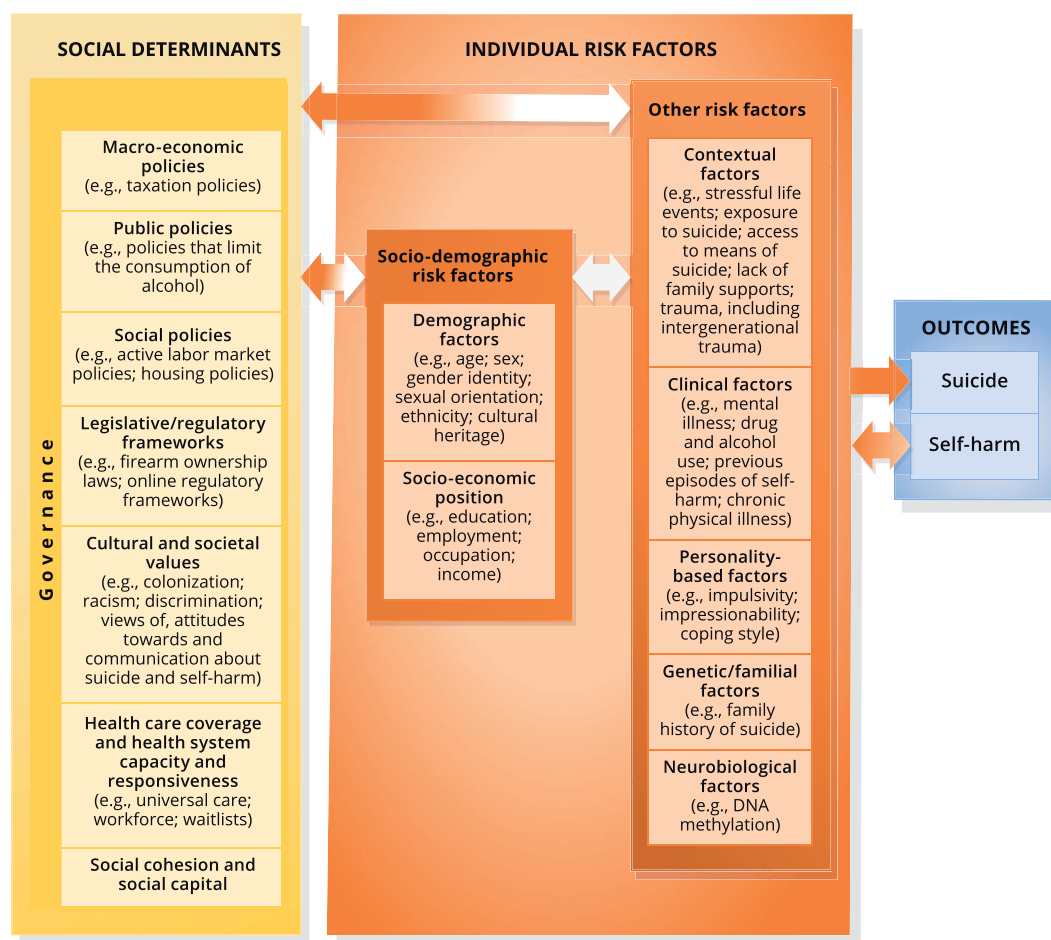 SOCIAL DETERMINANTS
Governance
Macro-economic
policies
(e.g., taxation policies)
Public policies
(e.g., policies that limit
the consumption of
alcohol)
Social policies
(e.g., active labor market
policies; housing policies)
Legislative/regulatory
frameworks
(e.g., firearm ownership
laws; online regulatory
frameworks)
Cultural and societal
values
(e.g., colonization;
racism; discrimination;
views of, attitudes
towards and
communication about
suicide and self-harm)
Health care coverage
and health system
capacity and
responsiveness
(e.g., universal care;
workforce; waitlists)
Social cohesion and
social capital
INDIVIDUAL RISK FACTORS
Socio-demographic
risk factors
Demographic
factors
(e.g., age; sex;
gender identity;
sexual orientation;
ethnicity; cultural
heritage)
Socio-economic
position
(e.g., education;
employment;
occupation;
income)
Other risk factors
Contextual
factors
(e.g., stressful life
events; exposure
to suicide; access
to means of
suicide; lack of
family supports;
trauma, including
intergenerational
trauma)
Clinical factors
(e.g., mental
illness; drug
and alcohol
use; previous
episodes of self-
harm; chronic
physical illness)
Personality-
based factors
(e.g., impulsivity;
impressionability;
coping style)
Genetic/familial
factors
(e.g., family
history of suicide)
Neurobiological
factors
(e.g., DNA
methylation)
OUTCOMES
Suicide
Self-harm